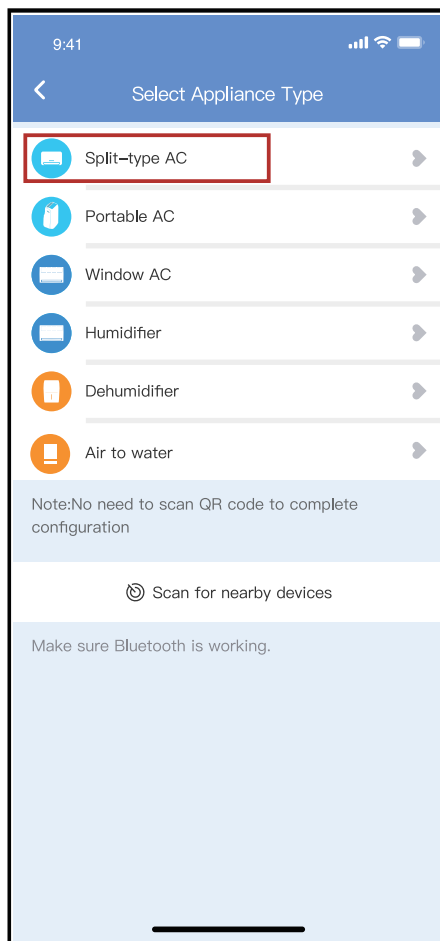 9:41
Select Appliance Type
Split-type AC
Portable AC
Window AC
Humidifier
Dehumidifier
Air to water
Note:No need to scan QR code to complete
configuration
Scan for nearby devices
Make sure Bluetooth is working.